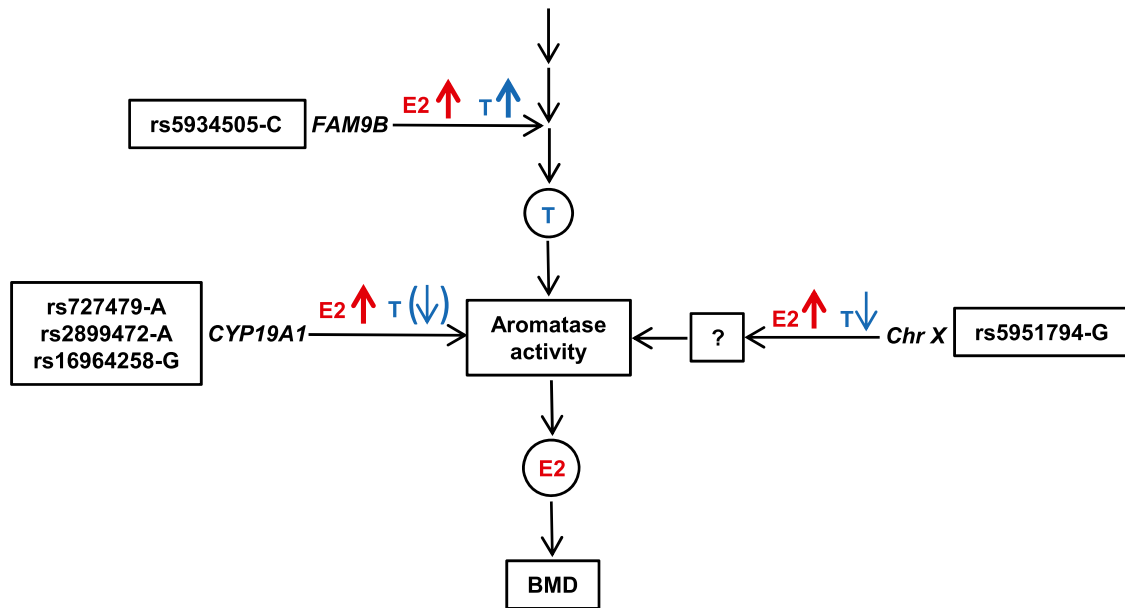 E2 T
rs5934505-C FAM9B
T
rs727479-A
rs2899472-A
rs16964258-G
CYP19A1
E2 T ( )
Aromatase
activity
?
E2 T
Chr X
rs5951794-G
E2
BMD